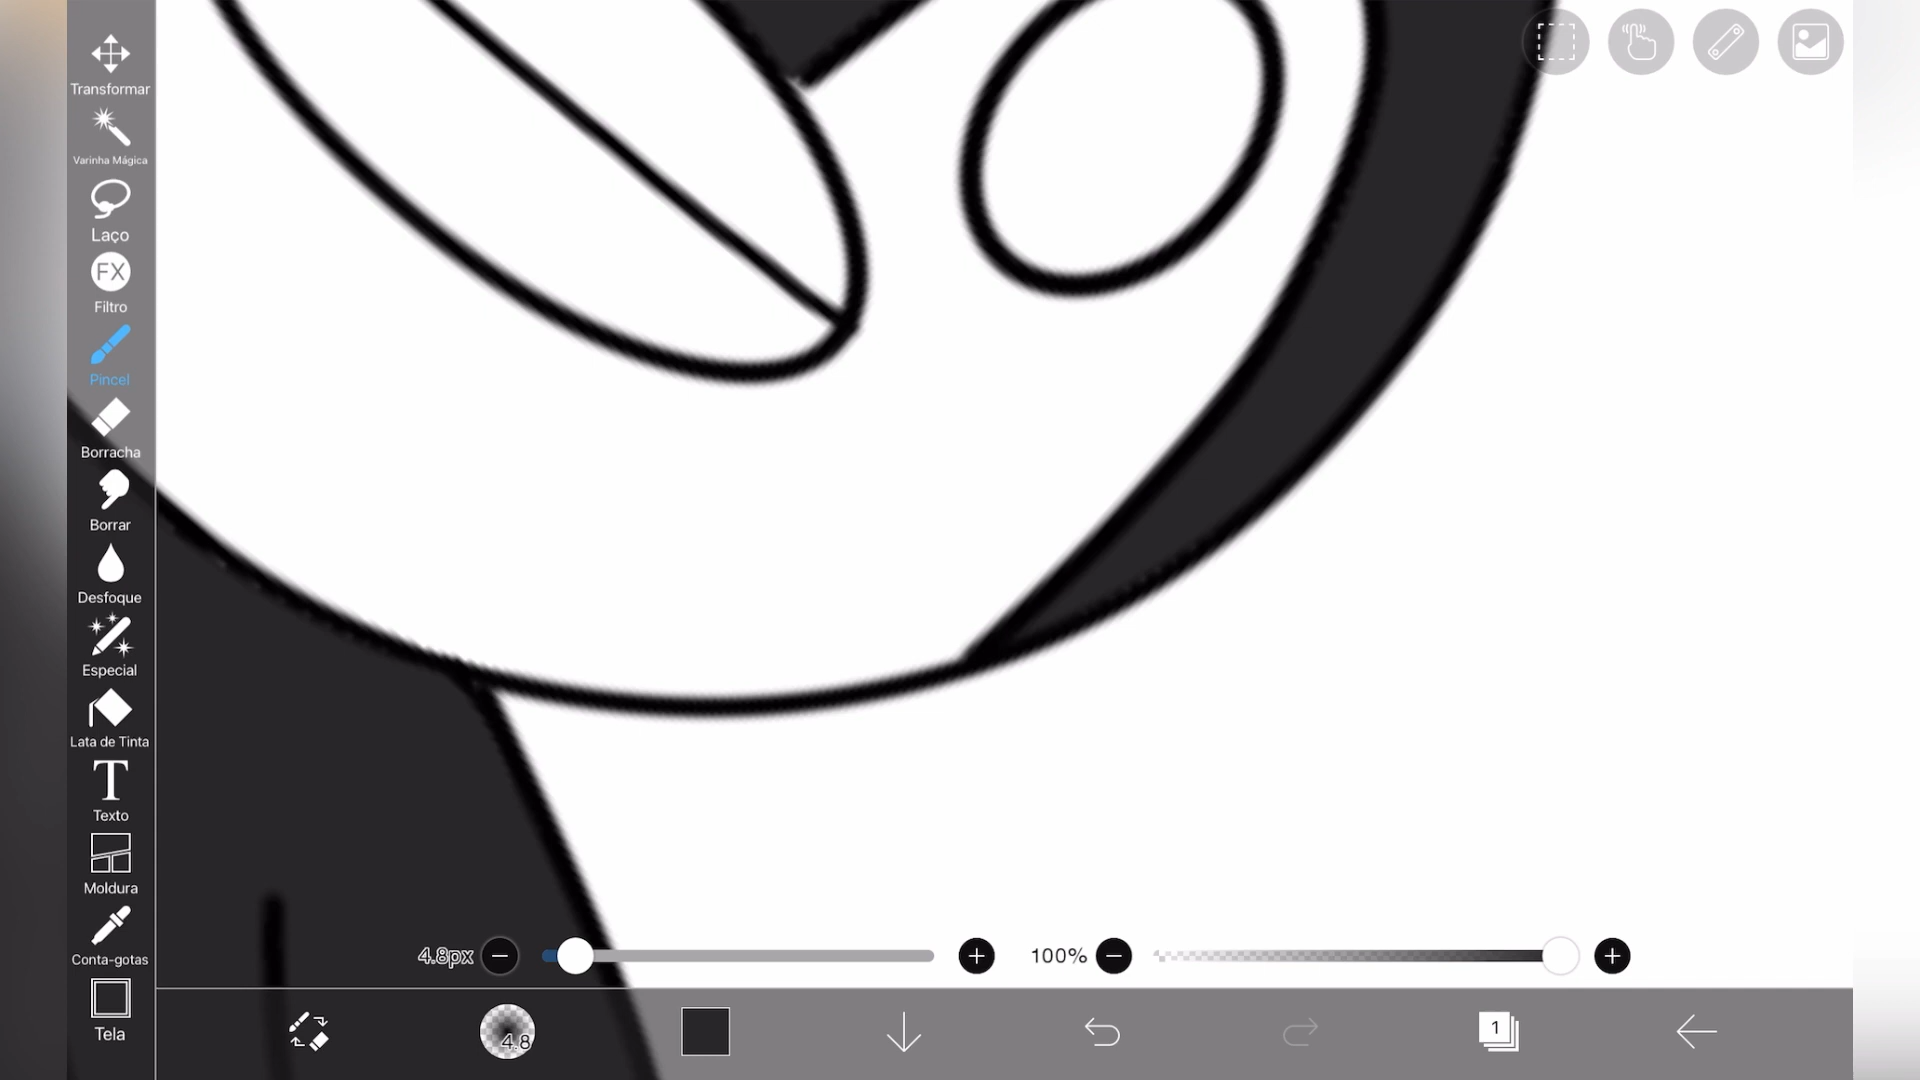 Transformar
Varinha Mágica
Laço
FX
Filtro
Pincel
Borracha
Borrar
Desfoque
Especial
Lata de Tinta
T
Texto
Moldura
Conta-gotas
Tela
4.8px
100%
4.8
1